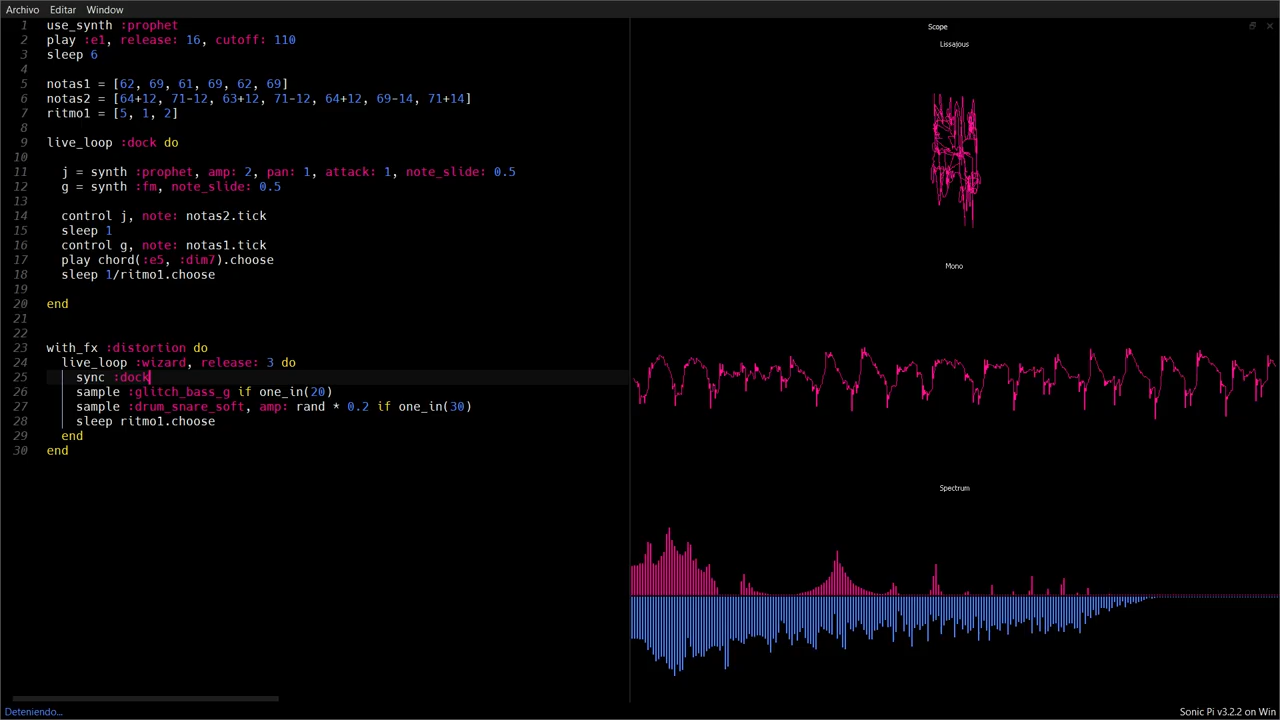 Archivo Editar Window
1 use_synth :prophet
2 play :e1, release: 16, cutoff: 110
3 sleep 6
4
5 notas1 = [62, 69, 61, 69, 62, 69]
6 notas2 = [64+12, 71-12, 63+12, 71-12, 64+12, 69-14, 71+14]
7 ritmo1 = [5, 1, 2]
8
9 live_loop :dock do
10
11 j = synth :prophet, amp: 2, pan: 1, attack: 1, note_slide: 0.5
12 g = synth :fm, note_slide: 0.5
13
14 control j, note: notas2.tick
15 sleep 1
16 control g, note: notas1.tick
17 play chord(:e5, :dim7).choose
18 sleep 1/ritmo1.choose
19
20 end
21
22
23 with_fx :distortion do
24 live_loop :wizard, release: 3 do
25 sync :dock
26 sample :glitch_bass_g if one_in(20)
27 sample :drum_snare_soft, amp: rand * 0.2 if one_in(30)
28 sleep ritmo1.choose
29 end
30 end
Scope
Lissajous
Mono
Spectrum
Deteniendo...
Sonic Pi v3.2.2 on Win